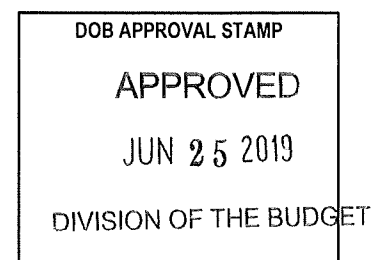 DOB APPROVAL STAMP
APPROVED
JUN 25 2019
DIVISION OF THE BUDGET